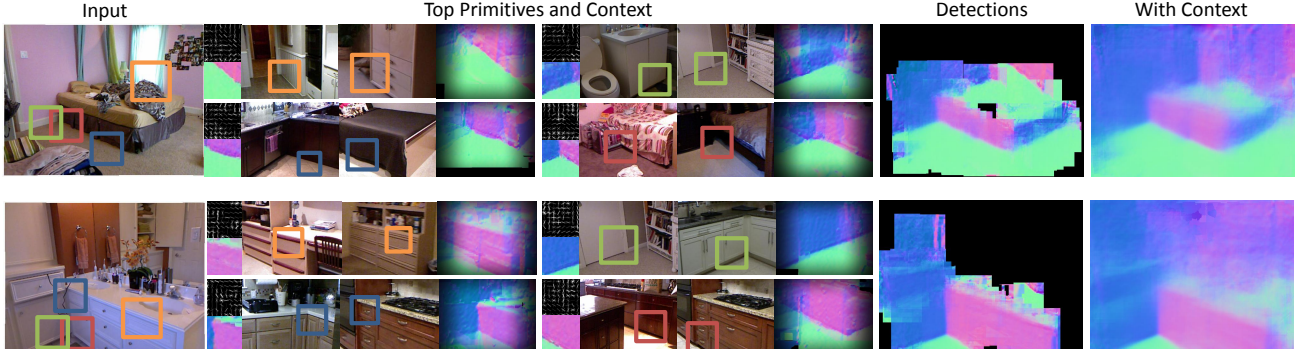 Input
Top Primitives and Context
Detections
With Context